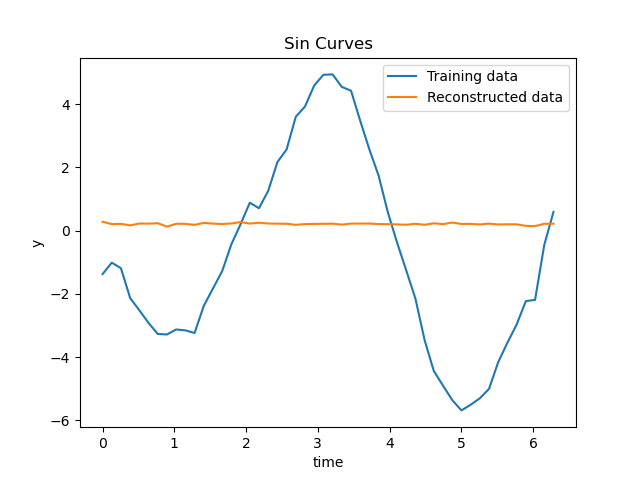 Sin Curves
Training data
Reconstructed data
y
4
2
0
−2
−4
−6
0 1 2 3 4 5 6
time